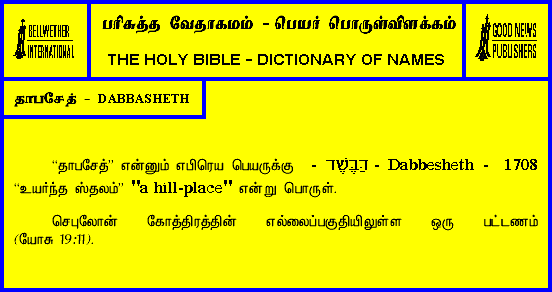 BELLWETHER
INTERNATIONAL
பரிசுத்த வேதாகமம் - பெயர் பொருள்விளக்கம்
THE HOLY BIBLE - DICTIONARY OF NAMES
GOOD NEWS
PUBLISHERS
தாபசேத் - DABBASHETH
“தாபசேத்” என்னும் எபிரெய பெயருக்கு - דַּבֶּשֶׁר - Dabbesheth - 1708
“உயர்ந்த ஸ்தலம்” "a hill-place" என்று பொருள்.
செபுலோன் கோத்திரத்தின் எல்லைப்பகுதியிலுள்ள ஒரு பட்டணம்
(யோசு 19:11).